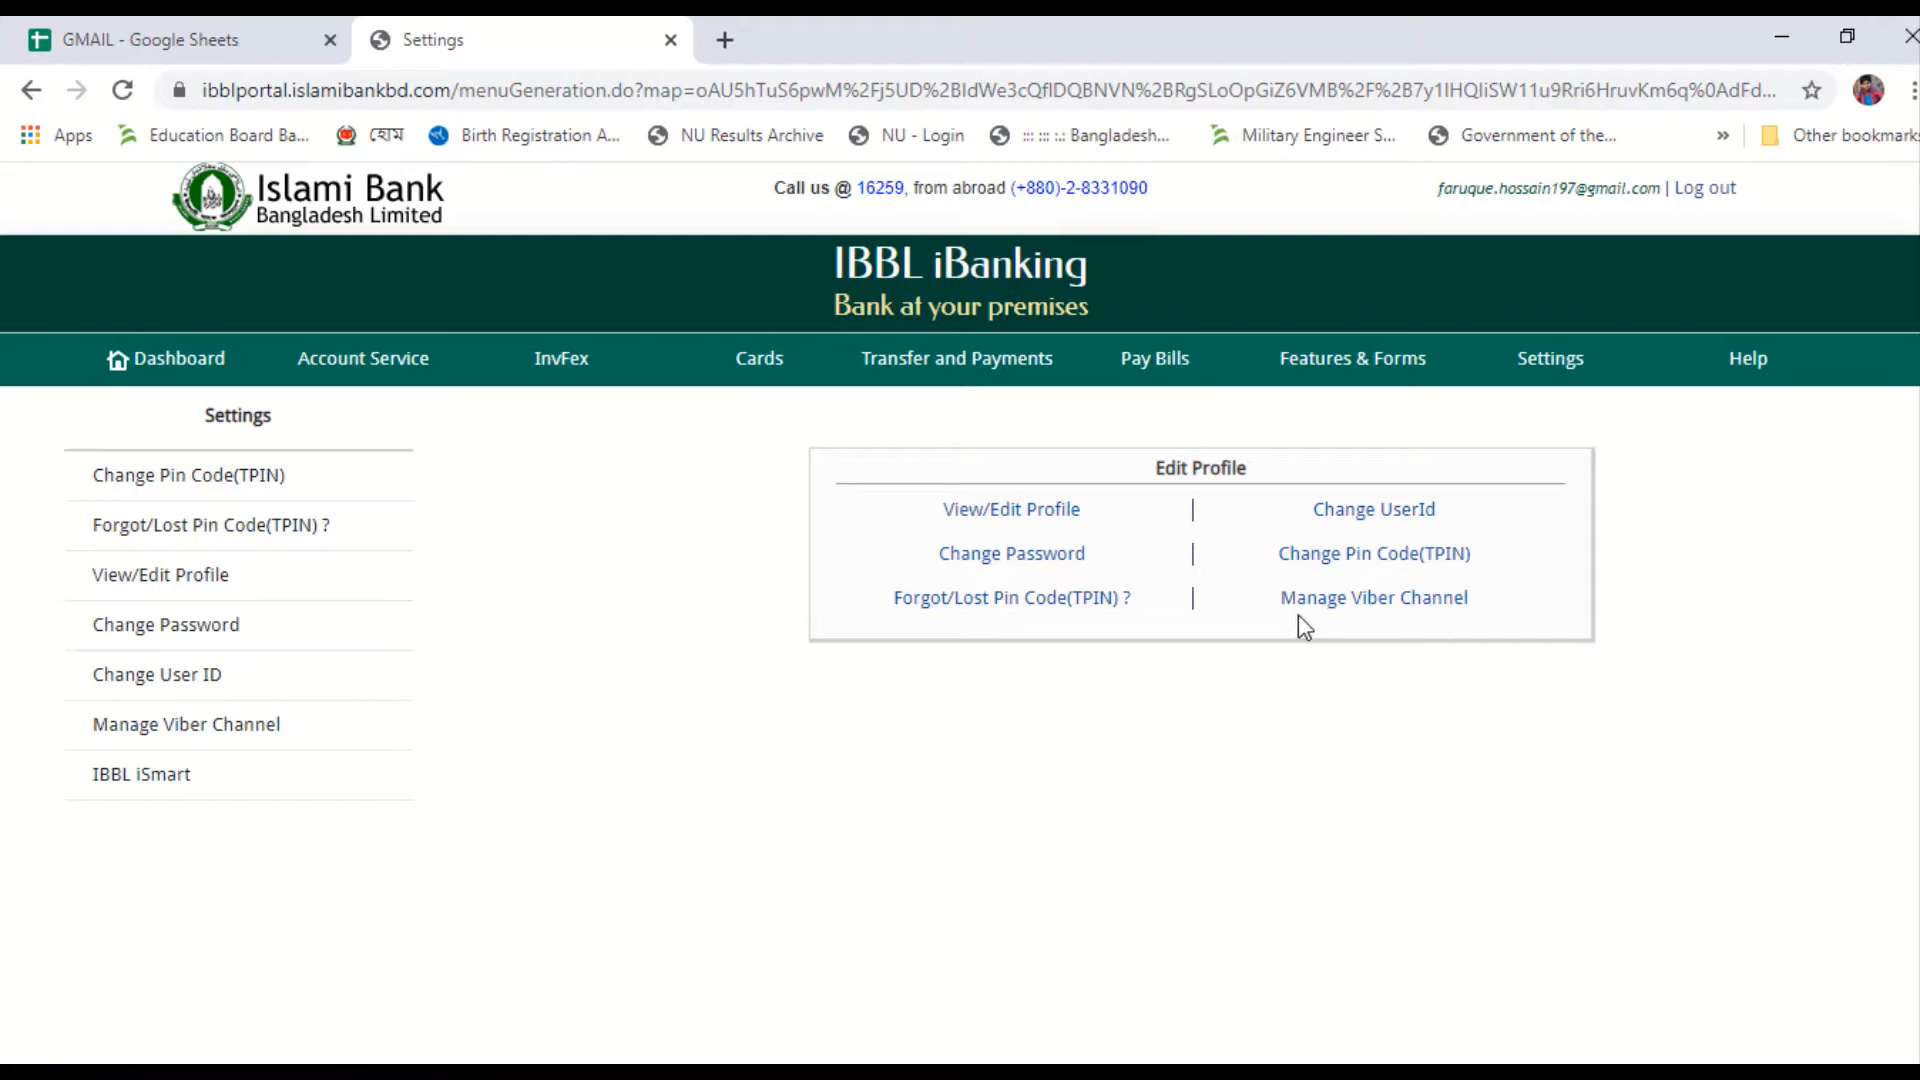 GMAIL - Google Sheets
Settings
ibblportal.islamibankbd.com/menuGeneration.do?map=oAU5hTuS6pwM%2Fj5UD%2BIdWe3cQfIDQBNVN%2BRgSLoOpGiZ6VMB%2F%2B7y1IHQIiSW11u9Rri6HruvKm6q%0AdFd...
Apps
Education Board Ba...
হোম
Birth Registration A...
NU Results Archive
NU - Login
::: ::: :.: Bangladesh...
Military Engineer S...
Government of the...
»
Other bookmarks
Islami Bank
Bangladesh Limited
Call us @ 16259, from abroad (+880)-2-8331090
faruque.hossain197@gmail.com | Log out
IBBL iBanking
Bank at your premises
Dashboard
Account Service
InvFex
Cards
Transfer and Payments
Pay Bills
Features & Forms
Settings
Help
Settings
Change Pin Code(TPIN)
Forgot/Lost Pin Code(TPIN) ?
View/Edit Profile
Change Password
Change User ID
Manage Viber Channel
IBBL iSmart
Edit Profile
View/Edit Profile | Change UserId
Change Password | Change Pin Code(TPIN)
Forgot/Lost Pin Code(TPIN) ? | Manage Viber Channel